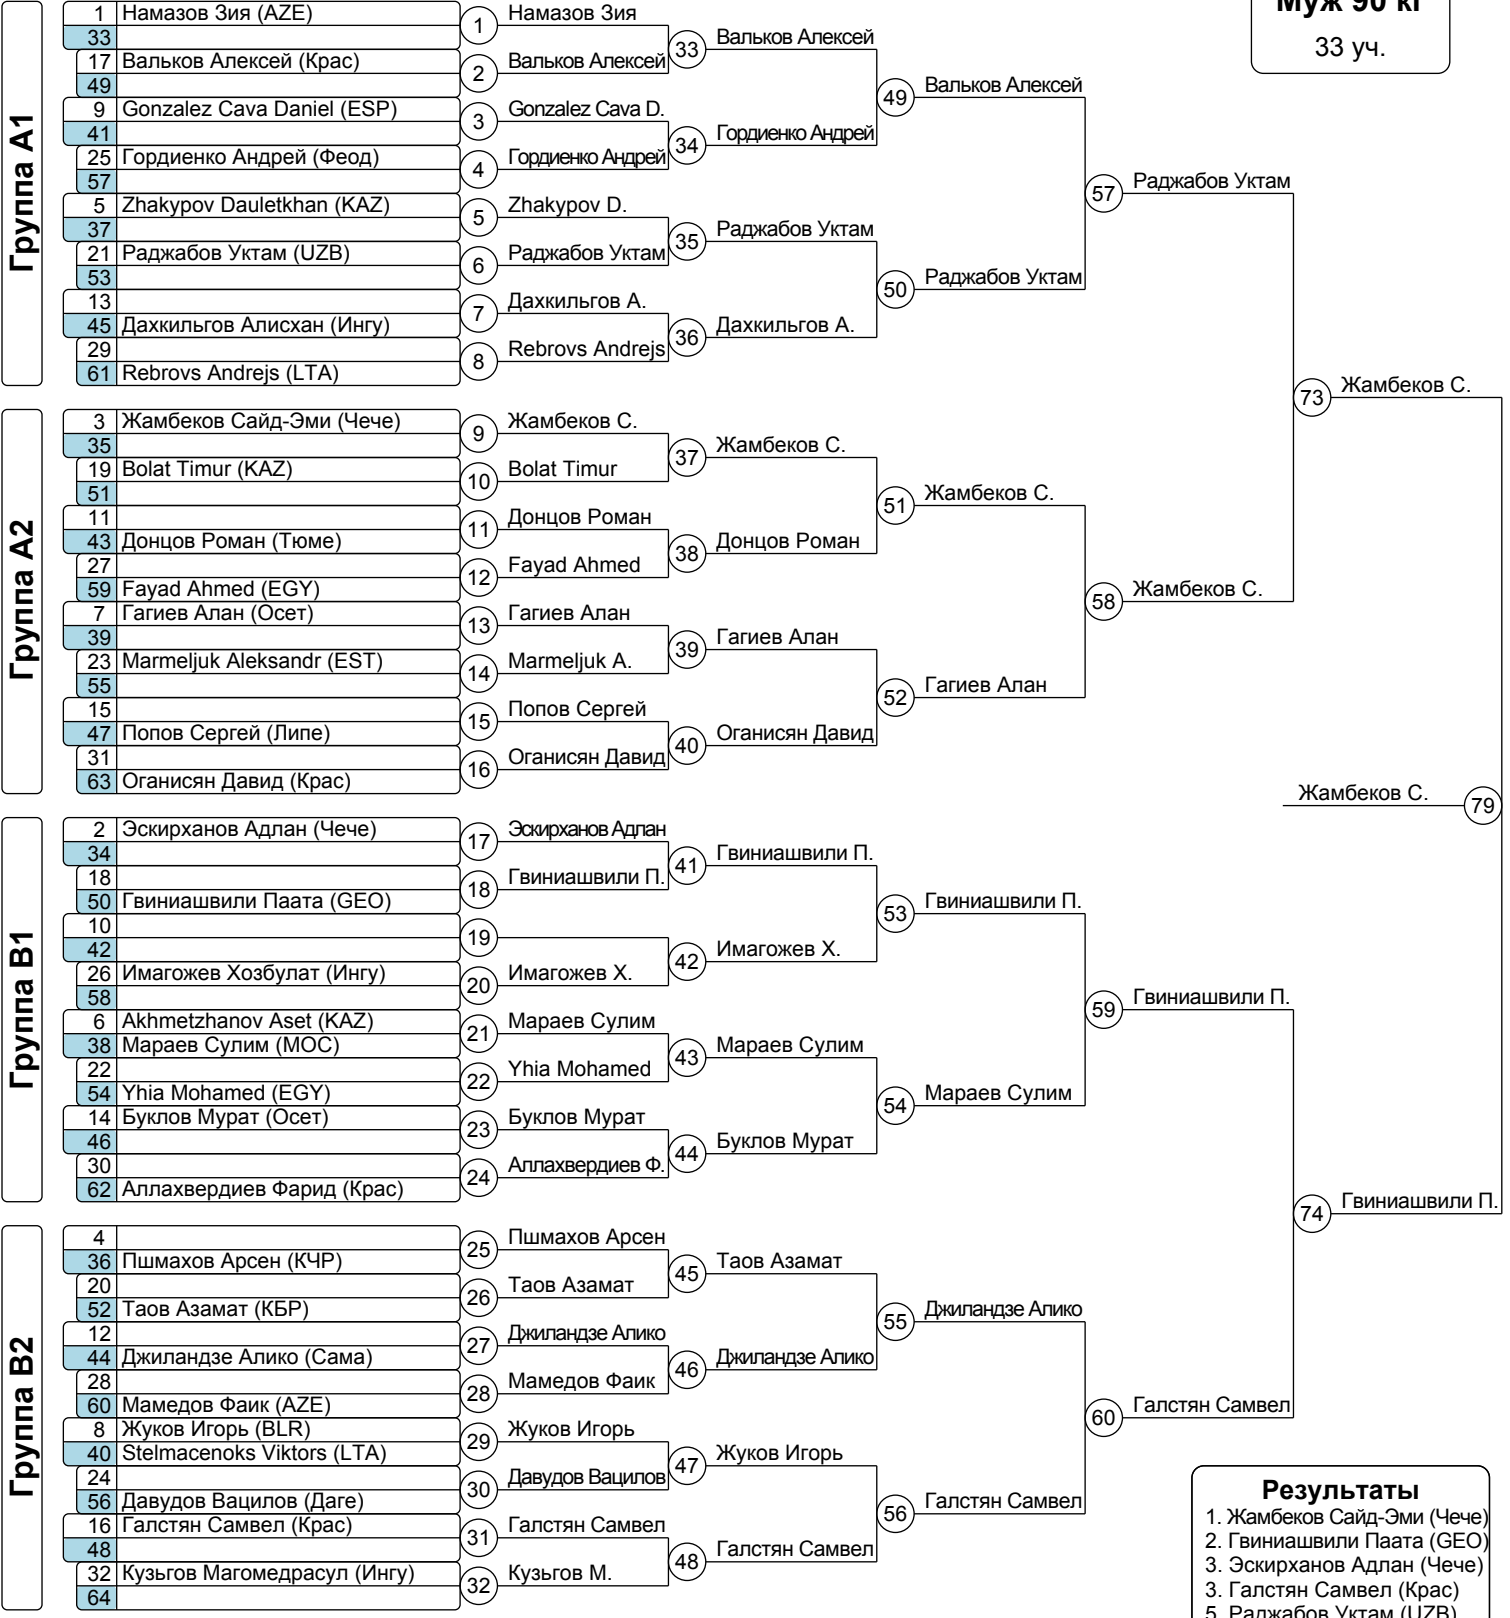 Муж 90 кг
33 уч.
Группа A1
1 Намазов Зия (AZE)
33
17 Вальков Алексей (Крас)
49
9 Gonzalez Cava Daniel (ESP)
41
25 Гордиенко Андрей (Феод)
57
5 Zhakypov Dauletkhan (KAZ)
37
21 Раджабов Уктам (UZB)
53
13
45 Дахкильгов Алисхан (Ингу)
29
61 Rebrovs Andrejs (LTA)
1 Намазов Зия
2 Вальков Алексей
3 Gonzalez Cava D.
4 Гордиенко Андрей
5 Zhakypov D.
6 Раджабов Уктам
7 Дахкильгов А.
8 Rebrovs Andrejs
33 Вальков Алексей
34 Гордиенко Андрей
35 Раджабов Уктам
36 Дахкильгов А.
49 Вальков Алексей
50 Раджабов Уктам
57 Раджабов Уктам
Группа A2
3 Жамбеков Сайд-Эми (Чече)
35
19 Bolat Timur (KAZ)
51
11
43 Донцов Роман (Тюме)
27
59 Fayad Ahmed (EGY)
7 Гагиев Алан (Осет)
39
23 Marmeljuk Aleksandr (EST)
55
15
47 Попов Сергей (Липе)
31
63 Оганисян Давид (Крас)
9 Жамбеков С.
10 Bolat Timur
11 Донцов Роман
12 Fayad Ahmed
13 Гагиев Алан
14 Marmeljuk A.
15 Попов Сергей
16 Оганисян Давид
37 Жамбеков С.
38 Донцов Роман
39 Гагиев Алан
40 Оганисян Давид
51 Жамбеков С.
52 Гагиев Алан
58 Жамбеков С.
73 Жамбеков С.
Группа B1
2 Эскирханов Адлан (Чече)
34
18
50 Гвиниашвили Паата (GEO)
10
42
26 Имагожев Хозбулат (Ингу)
58
6 Akhmetzhanov Aset (KAZ)
38 Мараев Сулим (МОС)
22
54 Yhia Mohamed (EGY)
14 Буклов Мурат (Осет)
46
30
62 Аллахвердиев Фарид (Крас)
17 Эскирханов Адлан
18 Гвиниашвили П.
19
20 Имагожев Х.
21 Мараев Сулим
22 Yhia Mohamed
23 Буклов Мурат
24 Аллахвердиев Ф.
41 Гвиниашвили П.
42 Имагожев Х.
43 Мараев Сулим
44 Буклов Мурат
53 Гвиниашвили П.
54 Мараев Сулим
59 Гвиниашвили П.
Группа B2
4
36 Пшмахов Арсен (КЧР)
20
52 Таов Азамат (КБР)
12
44 Джиландзе Алико (Сама)
28
60 Мамедов Фаик (AZE)
8 Жуков Игорь (BLR)
40 Stelmacenoks Viktors (LTA)
24
56 Давудов Вацилов (Даге)
16 Галстян Самвел (Крас)
48
32 Кузьгов Магомедрасул (Ингу)
64
25 Пшмахов Арсен
26 Таов Азамат
27 Джиландзе Алико
28 Мамедов Фаик
29 Жуков Игорь
30 Давудов Вацилов
31 Галстян Самвел
32 Кузьгов М.
45 Таов Азамат
46 Джиландзе Алико
47 Жуков Игорь
48 Галстян Самвел
55 Джиландзе Алико
56 Галстян Самвел
60 Галстян Самвел
74 Гвиниашвили П.
Жамбеков С. 79
Результаты
1. Жамбеков Сайд-Эми (Чече)
2. Гвиниашвили Паата (GEO)
3. Эскирханов Адлан (Чече)
3. Галстян Самвел (Крас)
5. Раджабов Уктам (UZB)